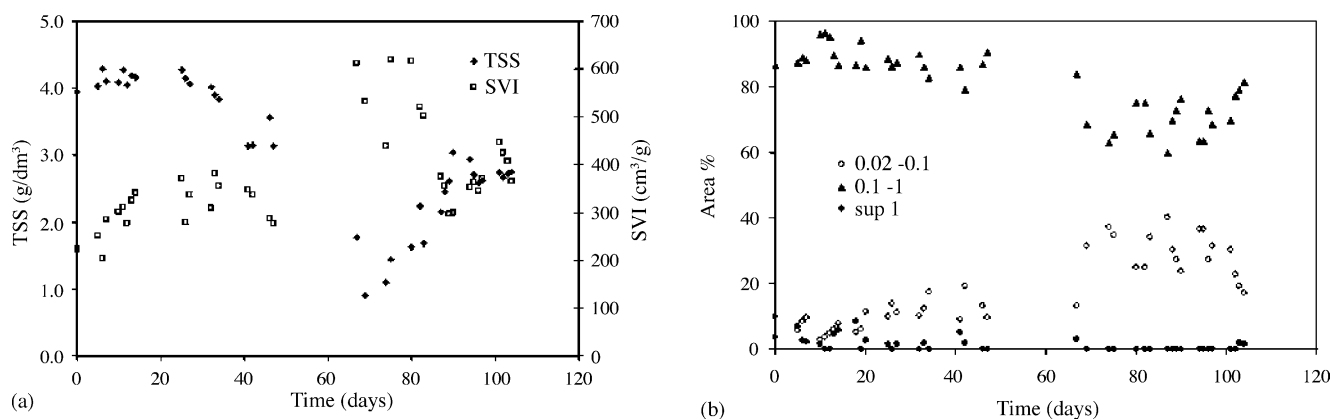 5.0
4.0
3.0
2.0
1.0
0.0
TSS (g/dm³)
700
600
500
400
300
200
100
0
SVI (cm³/g)
TSS
SVI
0 20 40 60 80 100 120
Time (days)
(a)
100
80
60
40
20
0
Area %
0.02 -0.1
0.1 -1
sup 1
0 20 40 60 80 100 120
Time (days)
(b)